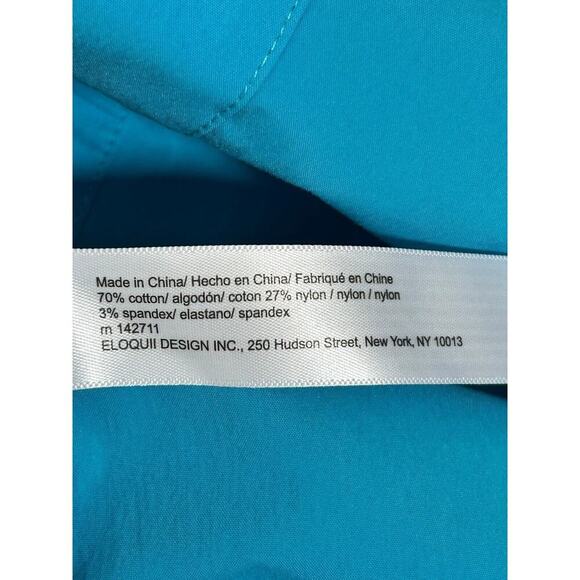 Made in China/ Hecho en China/ Fabriqué en Chine
70% cotton/ algodón/ coton 27% nylon / nylon / nylon
3% spandex/ elastano/ spandex
rn 142711
ELOQUII DESIGN INC., 250 Hudson Street, New York, NY 10013